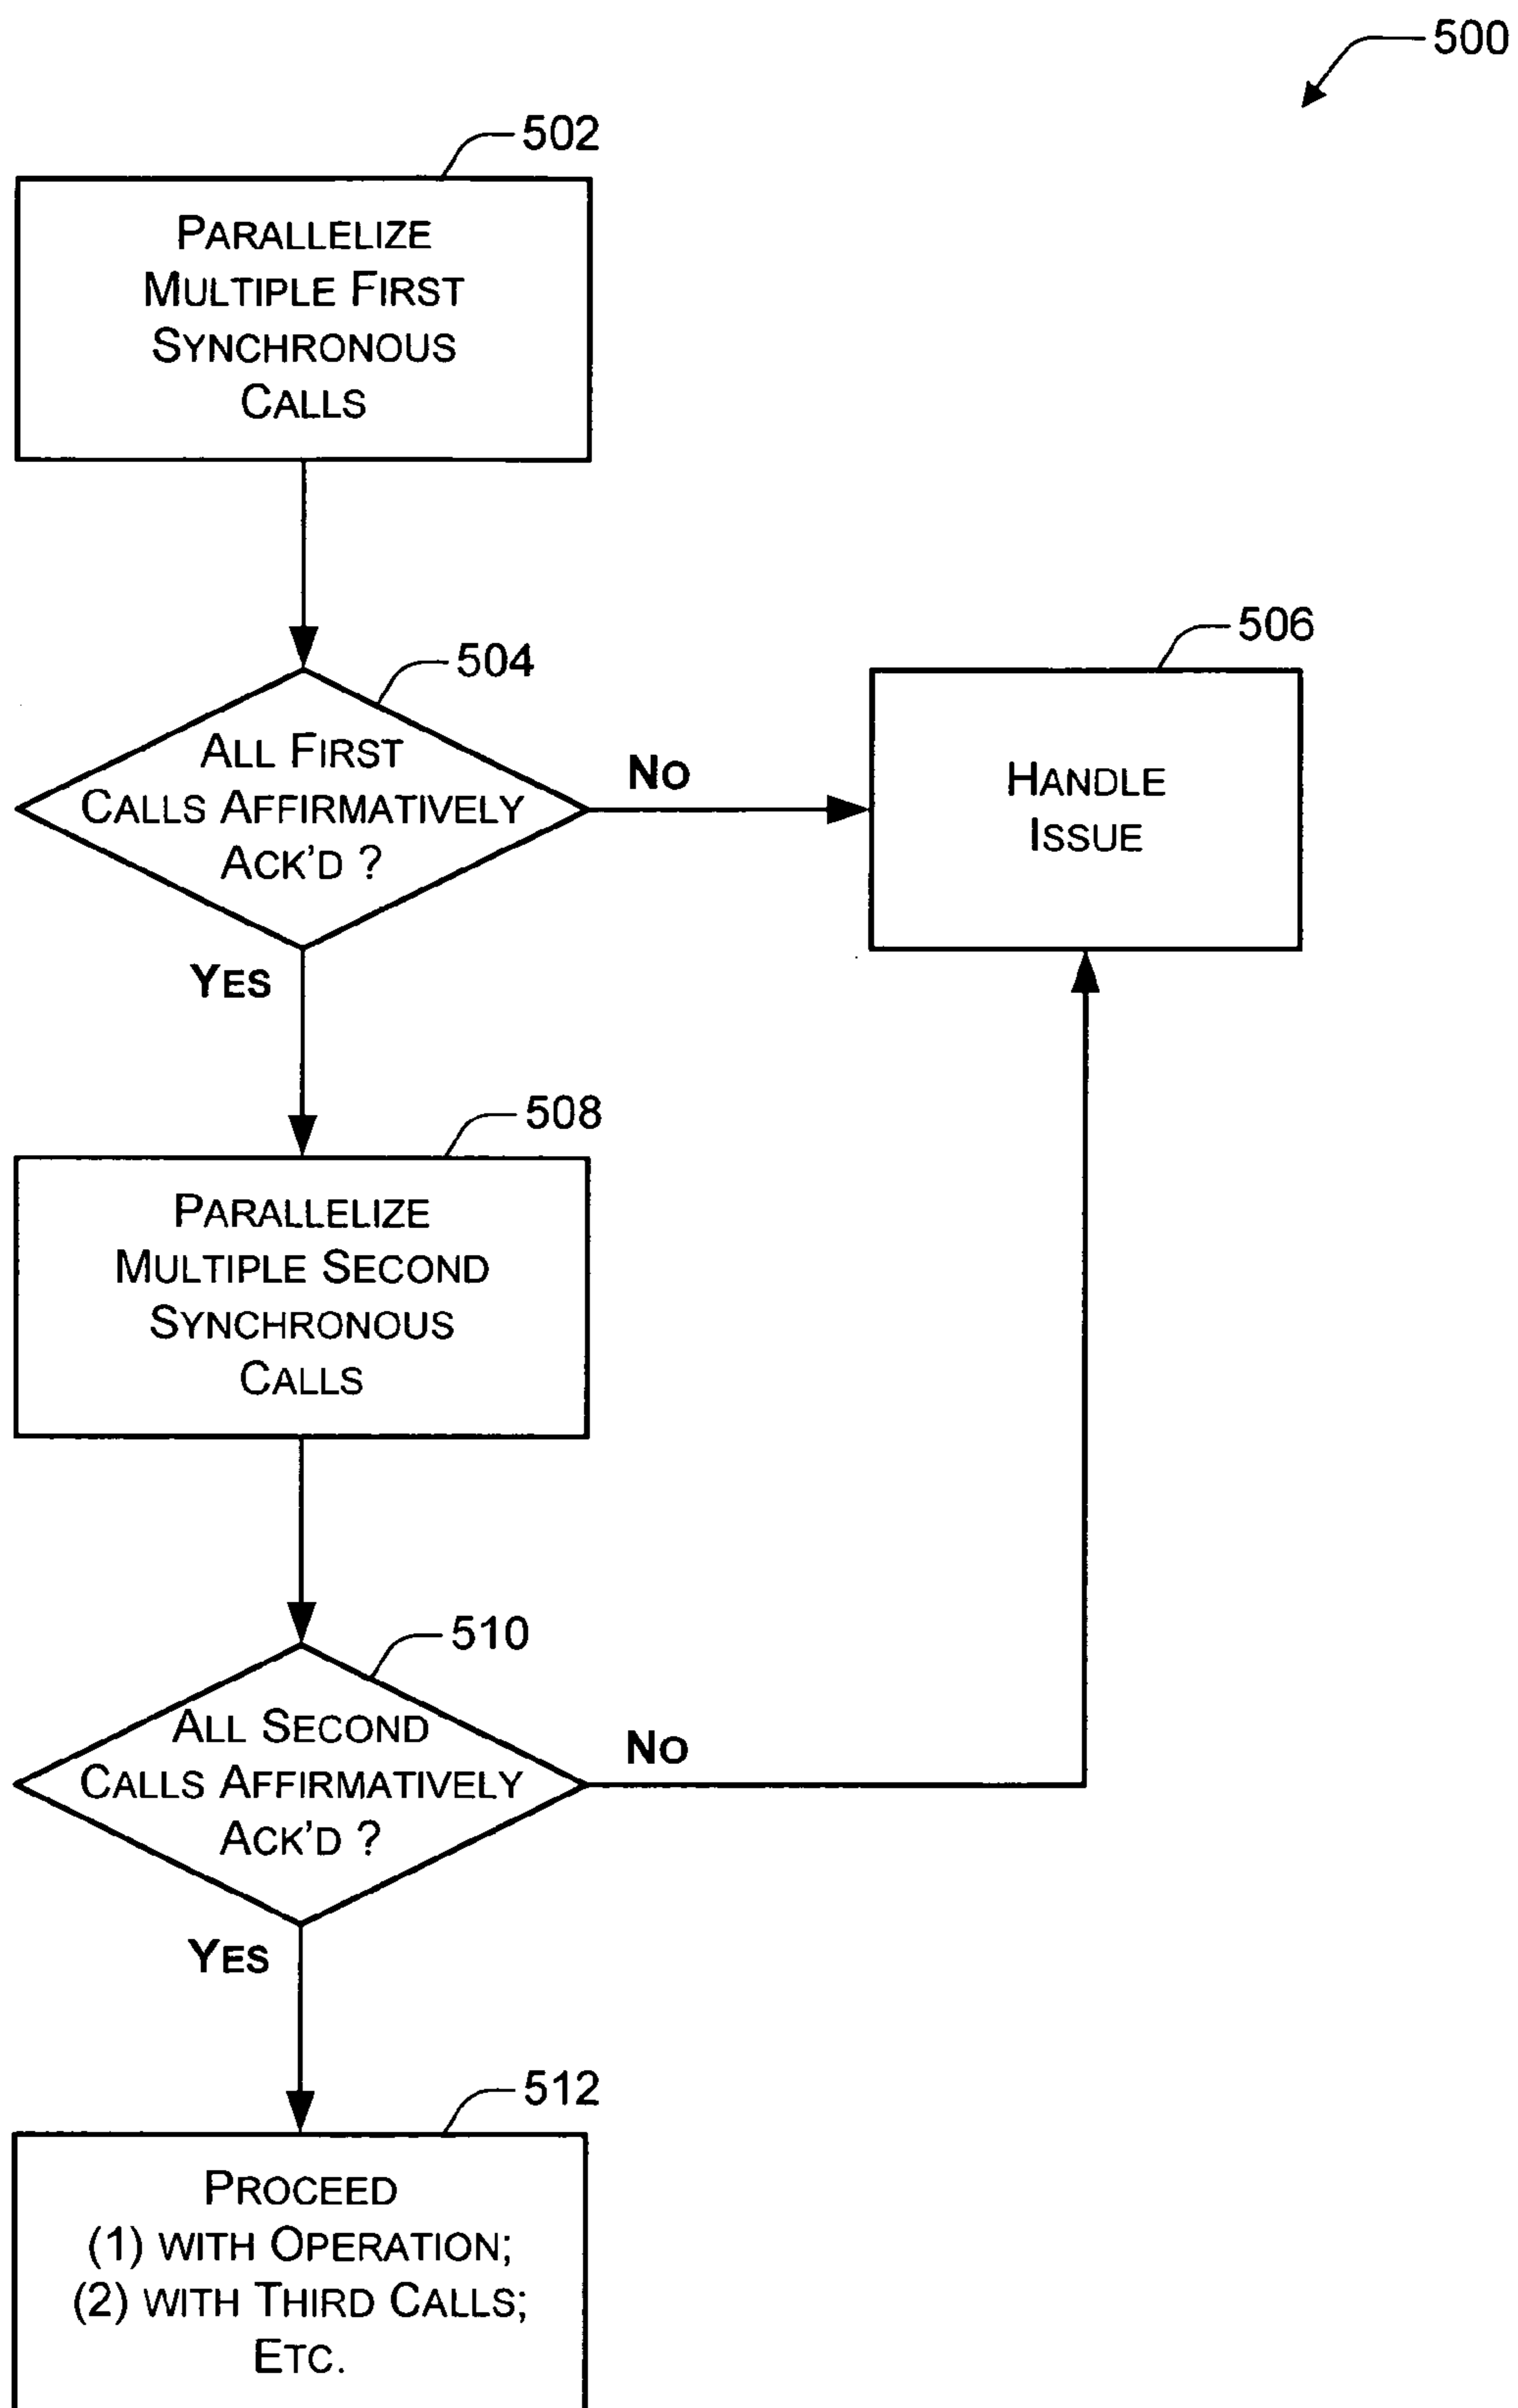 500
502
PARALLELIZE
MULTIPLE FIRST
SYNCHRONOUS
CALLS
504
ALL FIRST
CALLS AFFIRMATIVELY
ACK'D ?
NO
506
HANDLE
ISSUE
YES
508
PARALLELIZE
MULTIPLE SECOND
SYNCHRONOUS
CALLS
510
ALL SECOND
CALLS AFFIRMATIVELY
ACK'D ?
NO
YES
512
PROCEED
(1) WITH OPERATION;
(2) WITH THIRD CALLS;
ETC.